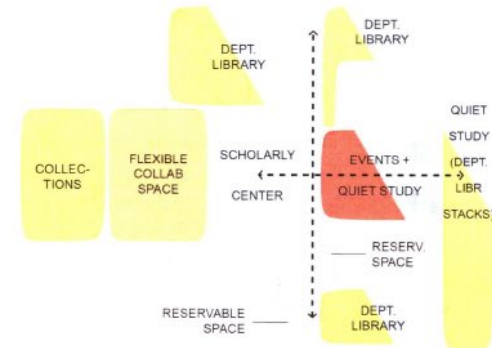 DEPT.
LIBRARY
DEPT.
LIBRARY
COLLEC-
TIONS
FLEXIBLE
COLLAB
SPACE
SCHOLARLY
CENTER
EVENTS +
QUIET STUDY
(QUIET
STUDY
(DEPT.
LIBR
STACKS)
RESERV.
SPACE
RESERVABLE
SPACE
DEPT.
LIBRARY